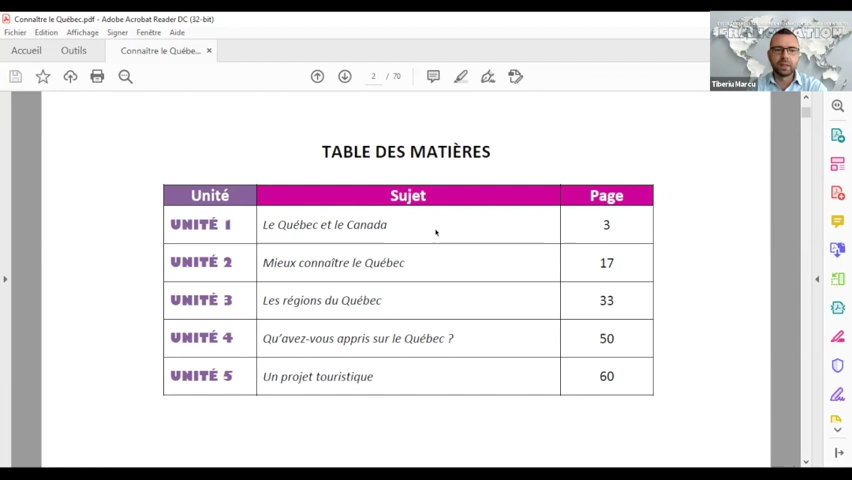 Connaître le Québec.pdf - Adobe Acrobat Reader DC (32-bit)
Fichier Edition Affichage Signer Fenêtre Aide
Accueil Outils Connaître le Québe... ×
2 / 70
Tiberiu Marcu
TABLE DES MATIÈRES
Unité Sujet Page
UNITÉ 1 Le Québec et le Canada 3
UNITÉ 2 Mieux connaître le Québec 17
UNITÉ 3 Les régions du Québec 33
UNITÉ 4 Qu'avez-vous appris sur le Québec ? 50
UNITÉ 5 Un projet touristique 60